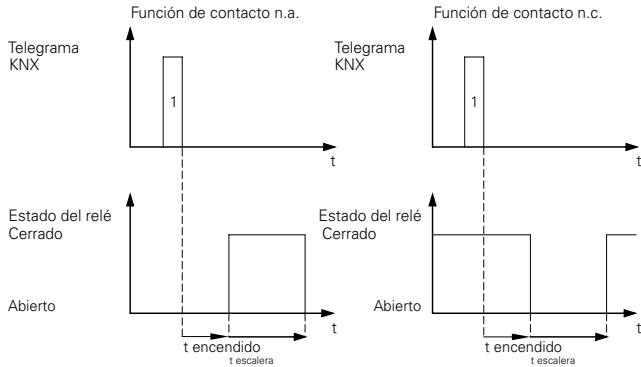 Función de contacto n.a.
Telegrama
KNX
1
t
Estado del relé
Cerrado
Abierto
t
t encendido
t escalera
Función de contacto n.c.
Telegrama
KNX
1
t
Estado del relé
Cerrado
Abierto
t
t encendido
t escalera